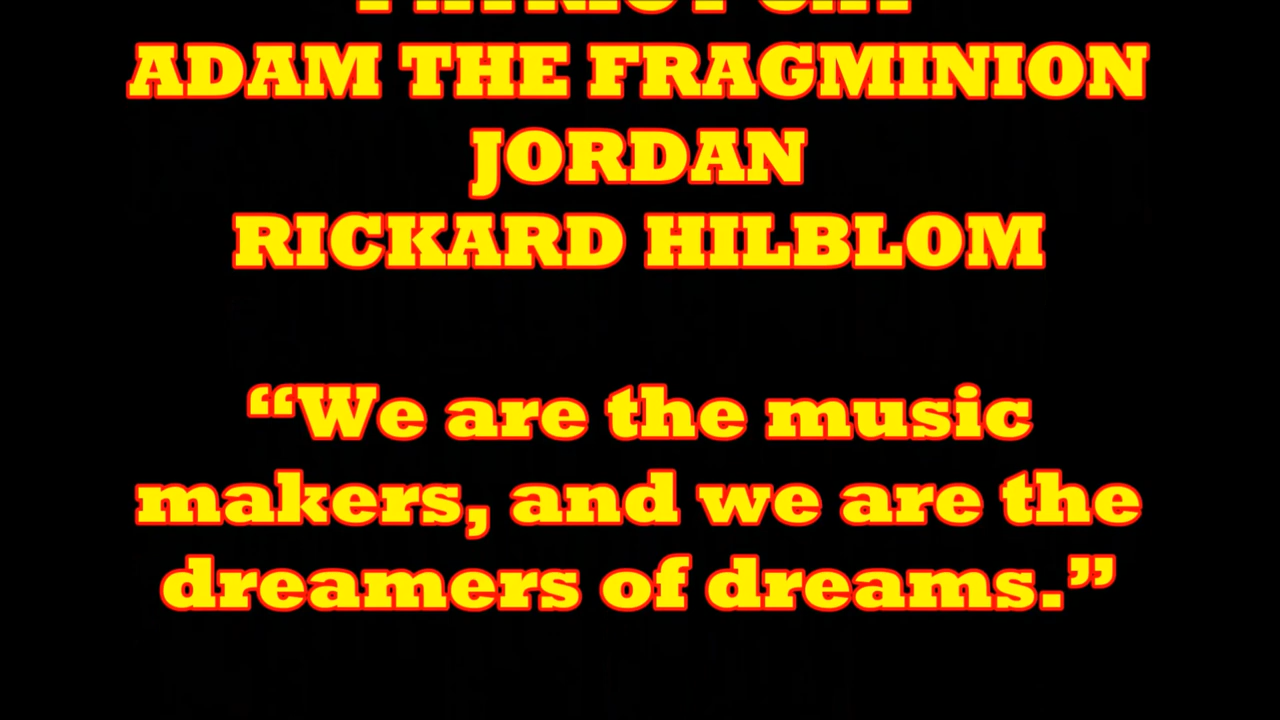 ADAM THE FRAGMINION
JORDAN
RICKARD HILBLOM
“We are the music
makers, and we are the
dreamers of dreams.”